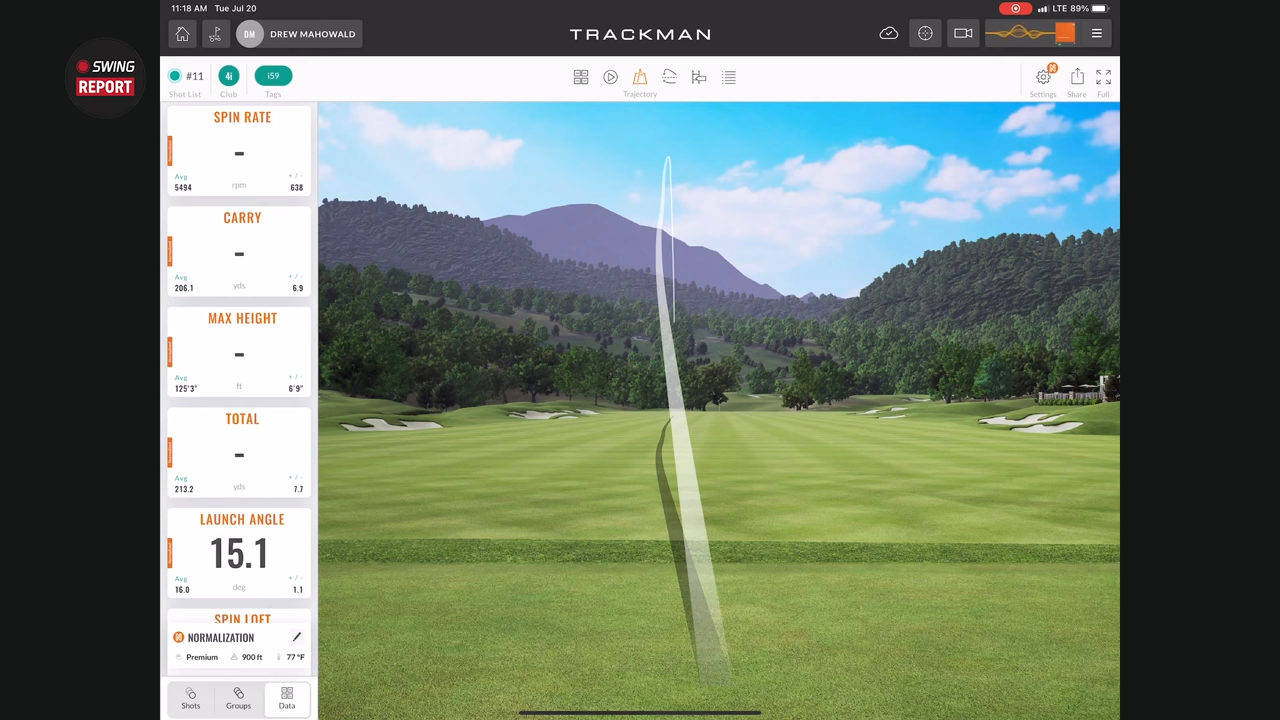 11:18 AM Tue Jul 20
LTE 89%
DM DREW MAHOWALD
TRACKMAN
SWING
REPORT
#11
4i
i59
Shot List
Club
Tags
Trajectory
Settings
Share
Full
SPIN RATE
-
Avg
+ / -
5494
rpm
638
CARRY
-
Avg
+ / -
206.1
yds
6.9
MAX HEIGHT
-
Avg
+ / -
125'3"
ft
6'9"
TOTAL
-
Avg
+ / -
213.2
yds
7.7
LAUNCH ANGLE
15.1
Avg
+ / -
16.0
deg
1.1
SPIN LOFT
NORMALIZATION
Premium 900 ft 77 °F
Shots
Groups
Data